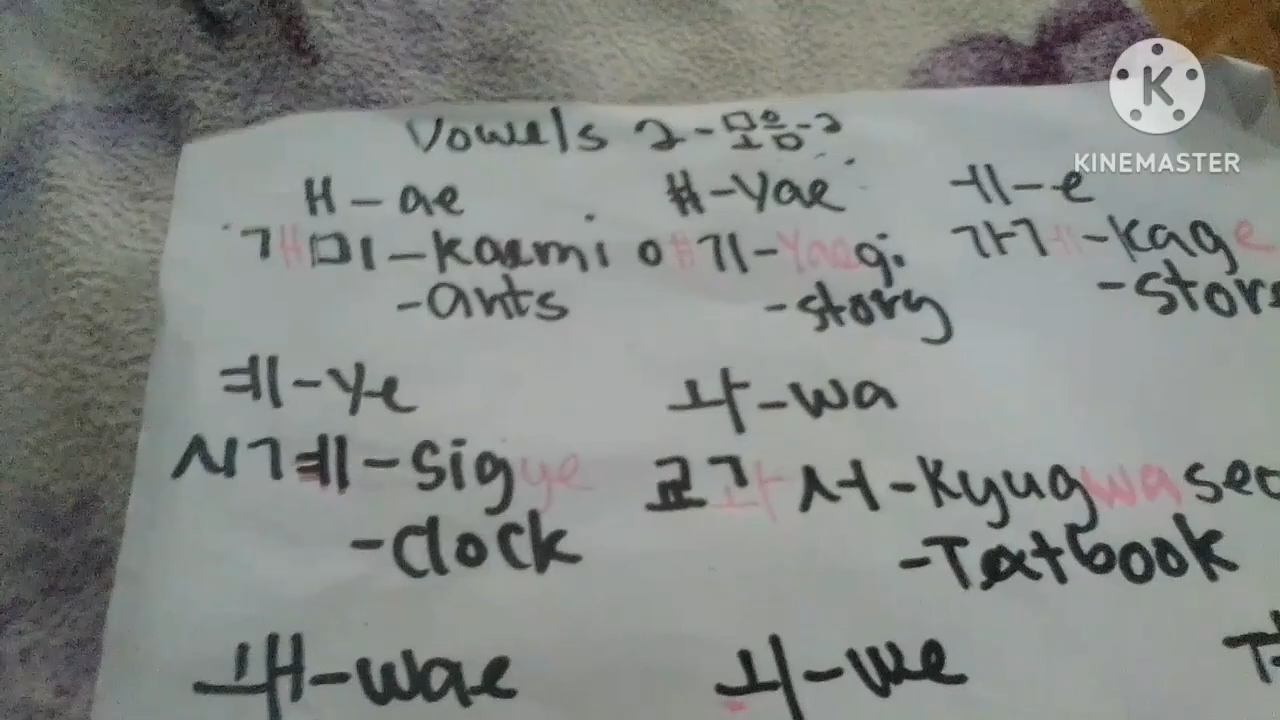 Vowels 2-모음-2
ㅐ-ae ㅒ-Yae ㅔ-e
개미-kaemi 얘기-Yaegi 가게-kage
-ants -story -Store
ㅖ-ye ㅘ-wa
시계-sigye 교과서-Kyugwaseo
-Clock -Textbook
ㅙ-wae ㅚ-we
KINEMASTER